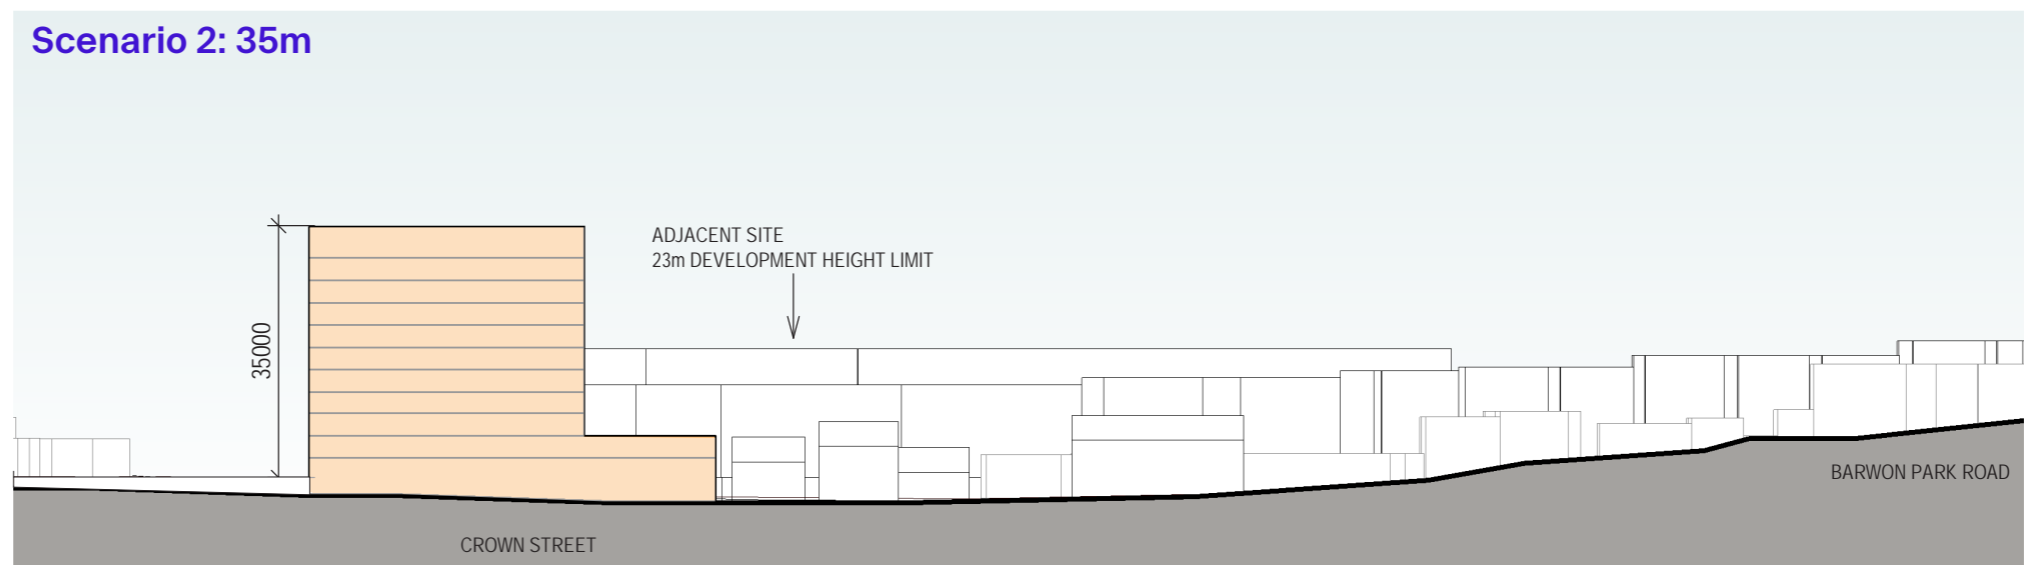 Scenario 2: 35m
ADJACENT SITE
23m DEVELOPMENT HEIGHT LIMIT
35000
BARWON PARK ROAD
CROWN STREET